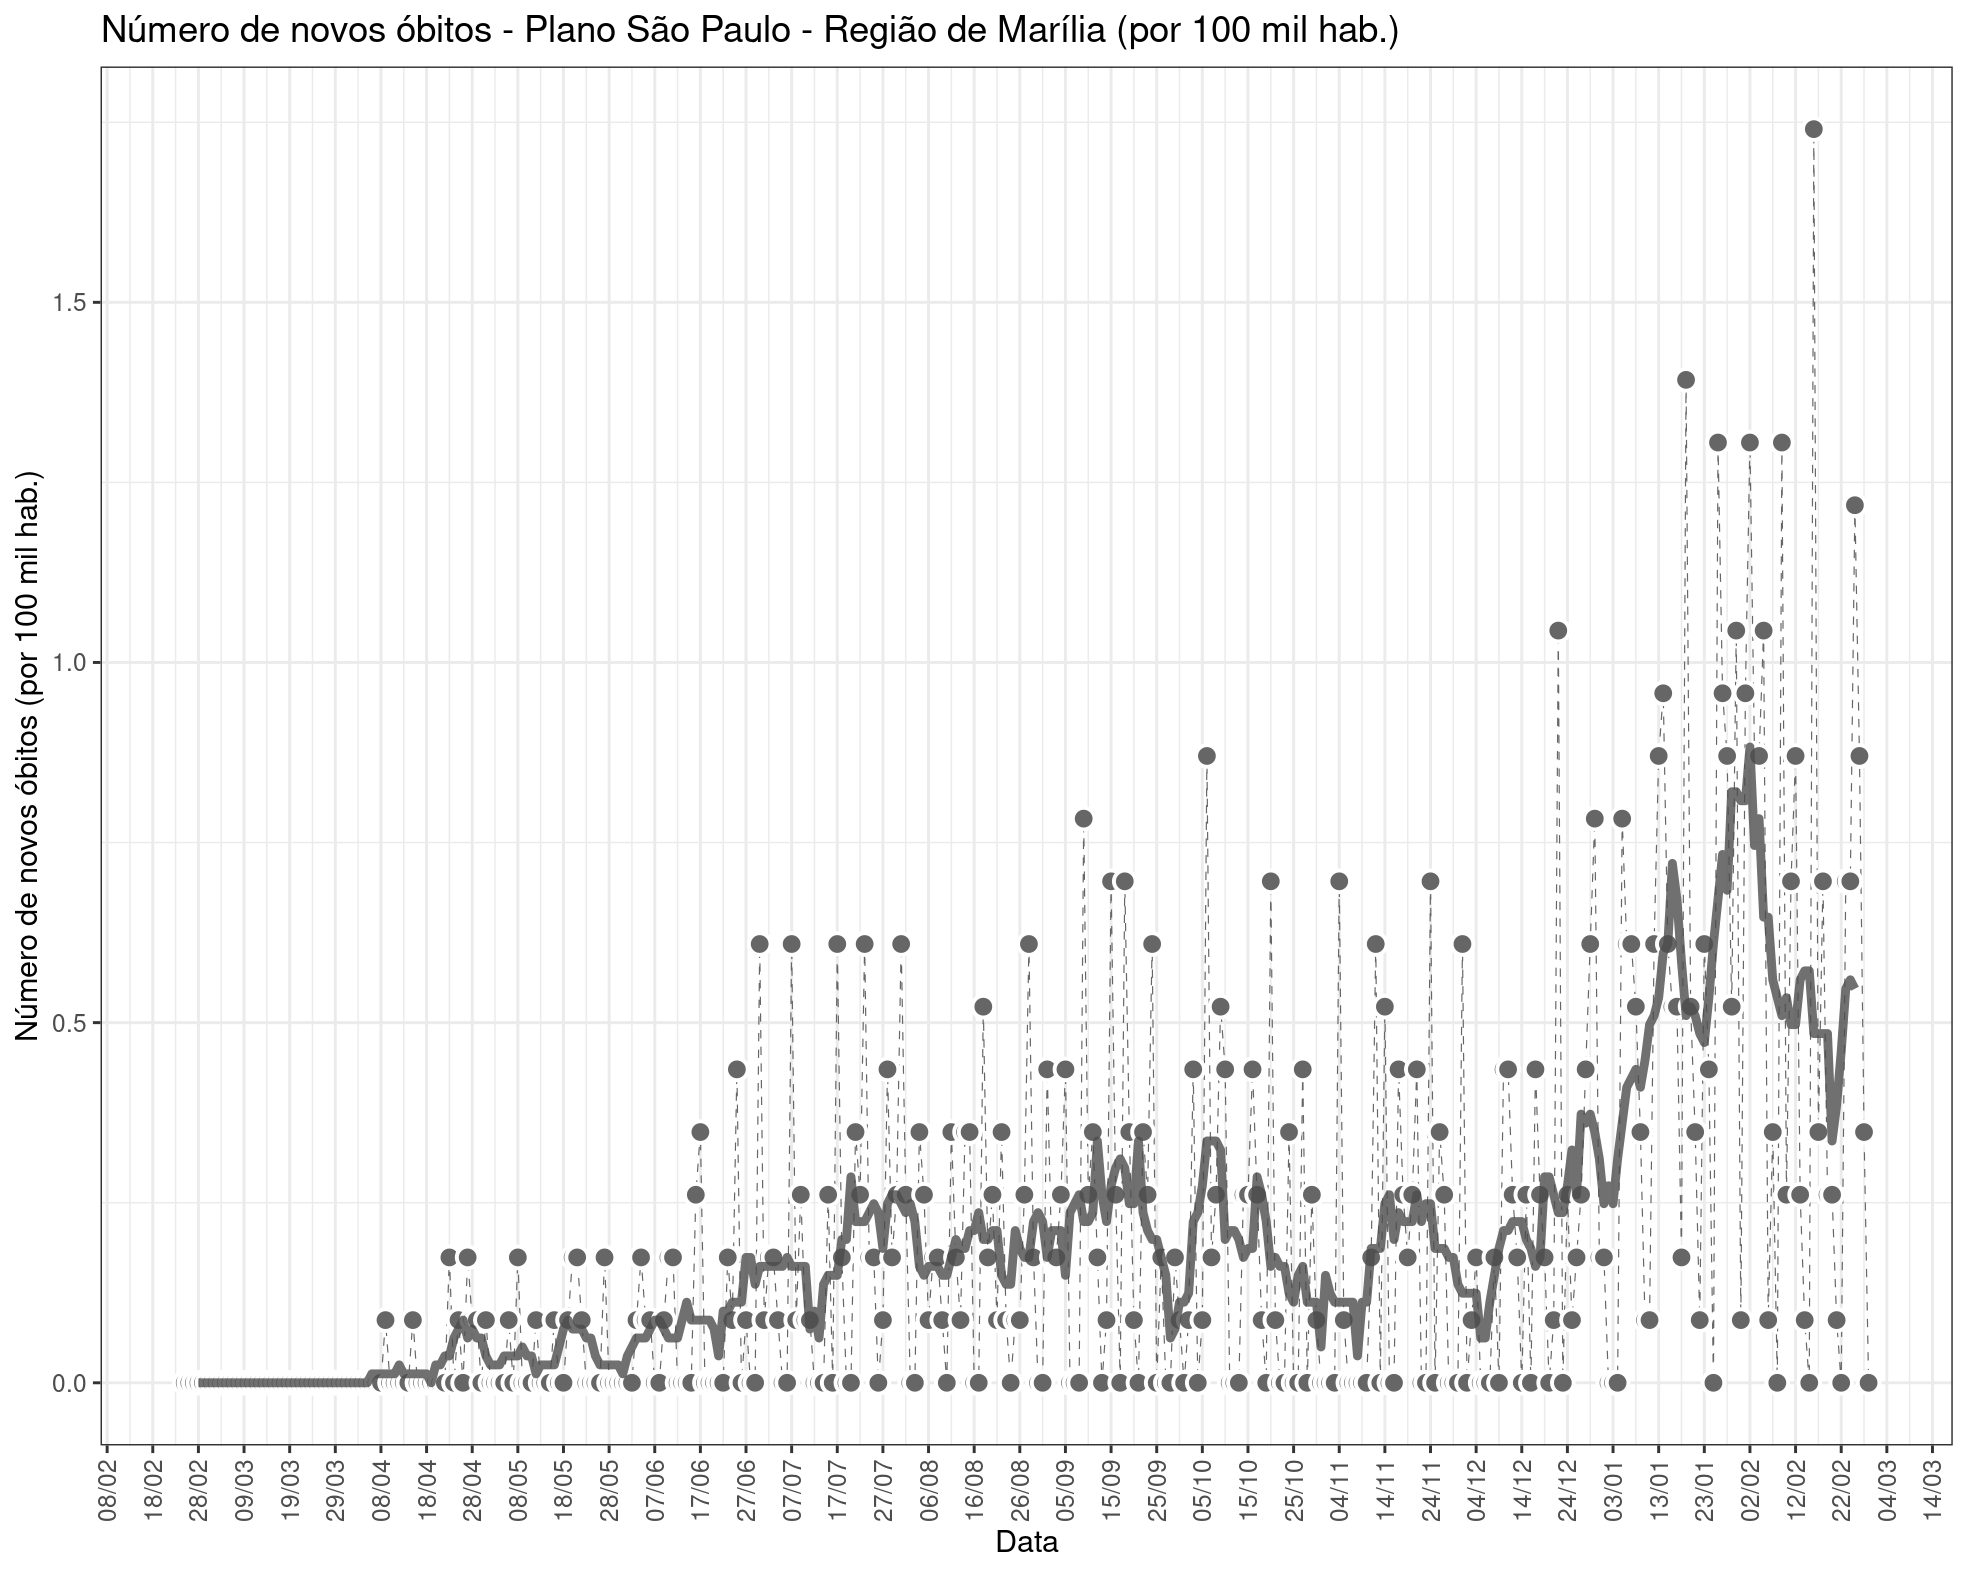 Número de novos óbitos - Plano São Paulo - Região de Marília (por 100 mil hab.)
Número de novos óbitos (por 100 mil hab.)
1.5
1.0
0.5
0.0
08/02 18/02 28/02 09/03 19/03 29/03 08/04 18/04 28/04 08/05 18/05 28/05 07/06 17/06 27/06 07/07 17/07 27/07 06/08 16/08 26/08 05/09 15/09 25/09 05/10 15/10 25/10 04/11 14/11 24/11 04/12 14/12 24/12 03/01 13/01 23/01 02/02 12/02 22/02 04/03 14/03
Data